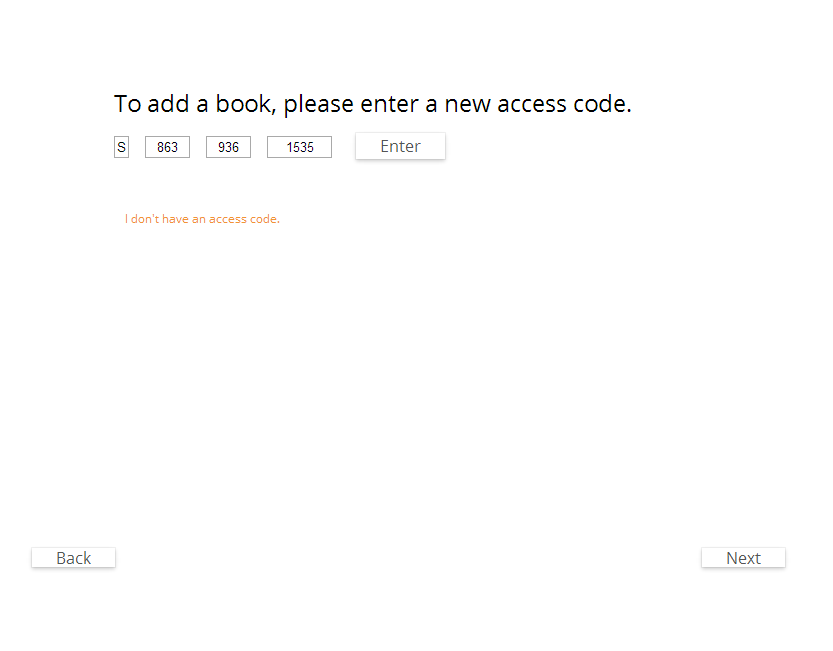 To add a book, please enter a new access code.
S 863 936 1535 Enter
I don't have an access code.
Back Next